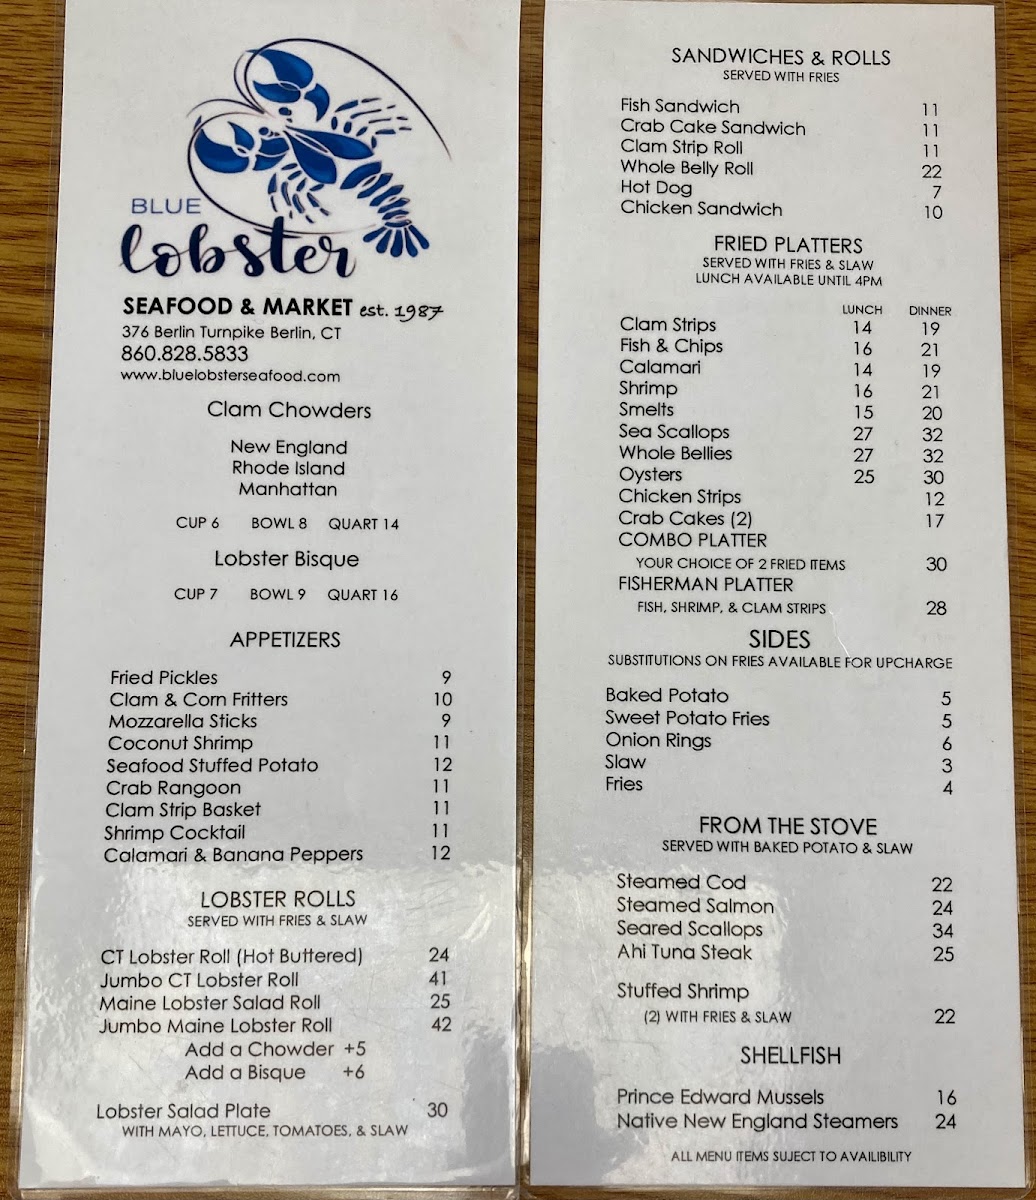 BLUE
lobster
SEAFOOD & MARKET est. 1987
376 Berlin Turnpike Berlin, CT
860.828.5833
www.bluelobsterseafood.com
Clam Chowders
New England
Rhode Island
Manhattan
CUP 6 BOWL 8 QUART 14
Lobster Bisque
CUP 7 BOWL 9 QUART 16
APPETIZERS
Fried Pickles 9
Clam & Corn Fritters 10
Mozzarella Sticks 9
Coconut Shrimp 11
Seafood Stuffed Potato 12
Crab Rangoon 11
Clam Strip Basket 11
Shrimp Cocktail 11
Calamari & Banana Peppers 12
LOBSTER ROLLS
SERVED WITH FRIES & SLAW
CT Lobster Roll (Hot Buttered) 24
Jumbo CT Lobster Roll 41
Maine Lobster Salad Roll 25
Jumbo Maine Lobster Roll 42
Add a Chowder +5
Add a Bisque +6
Lobster Salad Plate 30
WITH MAYO, LETTUCE, TOMATOES, & SLAW
SANDWICHES & ROLLS
SERVED WITH FRIES
Fish Sandwich 11
Crab Cake Sandwich 11
Clam Strip Roll 11
Whole Belly Roll 22
Hot Dog 7
Chicken Sandwich 10
FRIED PLATTERS
SERVED WITH FRIES & SLAW
LUNCH AVAILABLE UNTIL 4PM
LUNCH DINNER
Clam Strips 14 19
Fish & Chips 16 21
Calamari 14 19
Shrimp 16 21
Smelts 15 20
Sea Scallops 27 32
Whole Bellies 27 32
Oysters 25 30
Chicken Strips 12
Crab Cakes (2) 17
COMBO PLATTER
YOUR CHOICE OF 2 FRIED ITEMS 30
FISHERMAN PLATTER
FISH, SHRIMP, & CLAM STRIPS 28
SIDES
SUBSTITUTIONS ON FRIES AVAILABLE FOR UPCHARGE
Baked Potato 5
Sweet Potato Fries 5
Onion Rings 6
Slaw 3
Fries 4
FROM THE STOVE
SERVED WITH BAKED POTATO & SLAW
Steamed Cod 22
Steamed Salmon 24
Seared Scallops 34
Ahi Tuna Steak 25
Stuffed Shrimp
(2) WITH FRIES & SLAW 22
SHELLFISH
Prince Edward Mussels 16
Native New England Steamers 24
ALL MENU ITEMS SUJECT TO AVAILIBILITY